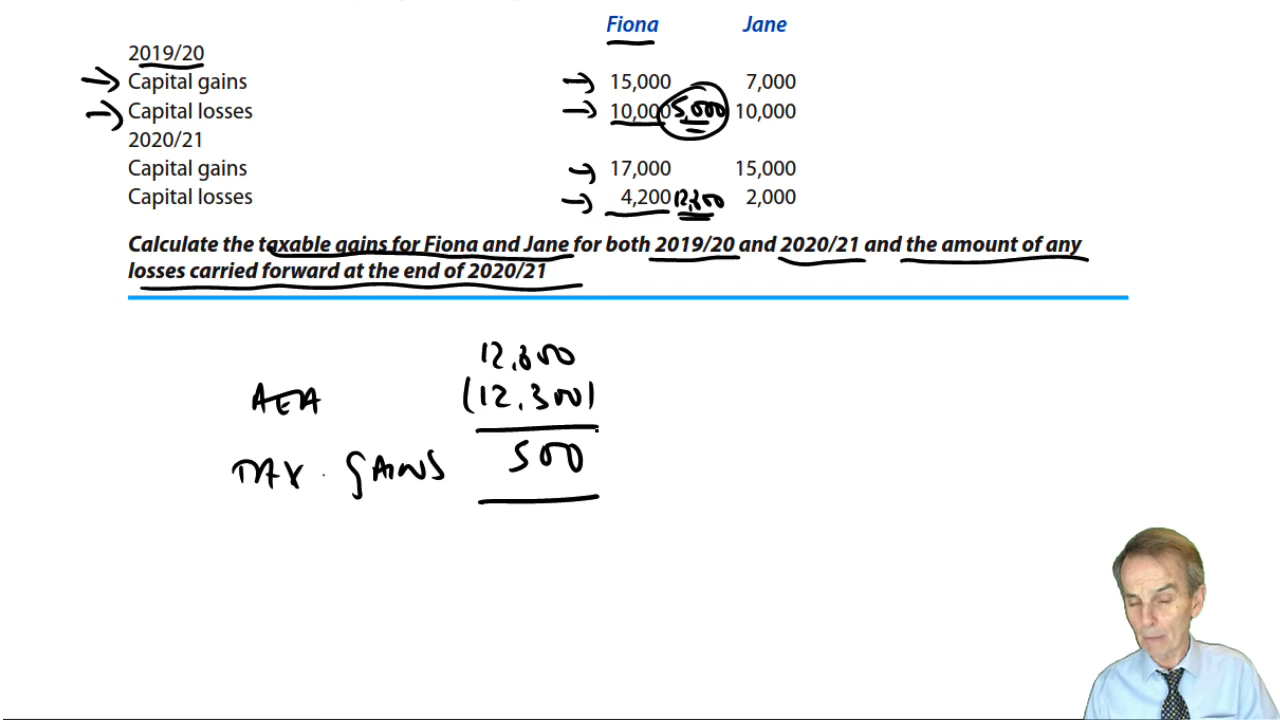 Fiona Jane
2019/20
Capital gains 15,000 7,000
Capital losses 10,000 5,000 10,000
2020/21
Capital gains 17,000 15,000
Capital losses 4,200 12,800 2,000
Calculate the taxable gains for Fiona and Jane for both 2019/20 and 2020/21 and the amount of any
losses carried forward at the end of 2020/21
12,800
AEA (12,300)
TAX. GAINS 500